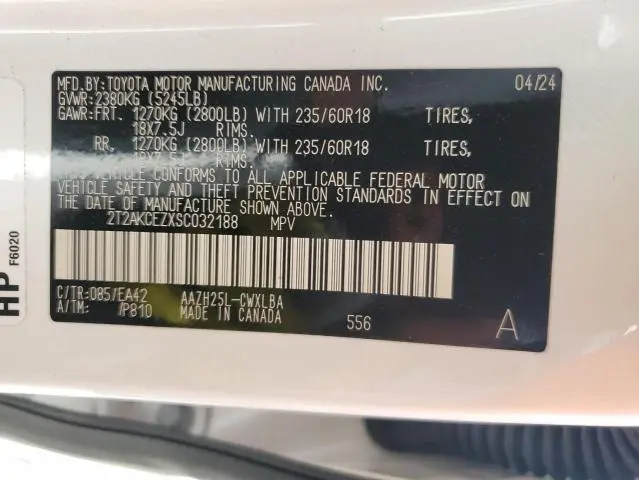 MFD.BY:TOYOTA MOTOR MANUFACTURING CANADA INC. 04/24
GVWR:2380KG (5245LB)
GAWR:FRT. 1270KG (2800LB) WITH 235/60R18 TIRES,
18X7.5J RIMS.
RR. 1270KG (2800LB) WITH 235/60R18 TIRES,
18X7.5J RIMS.
THIS VEHICLE CONFORMS TO ALL APPLICABLE FEDERAL MOTOR
VEHICLE SAFETY AND THEFT PREVENTION STANDARDS IN EFFECT ON
THE DATE OF MANUFACTURE SHOWN ABOVE.
2T2AKCEZXSC032188 MPV
C/TR:085/EA42 AAZH25L-CWXLBA
A/TM: /P810 MADE IN CANADA 556 A
HP F6020